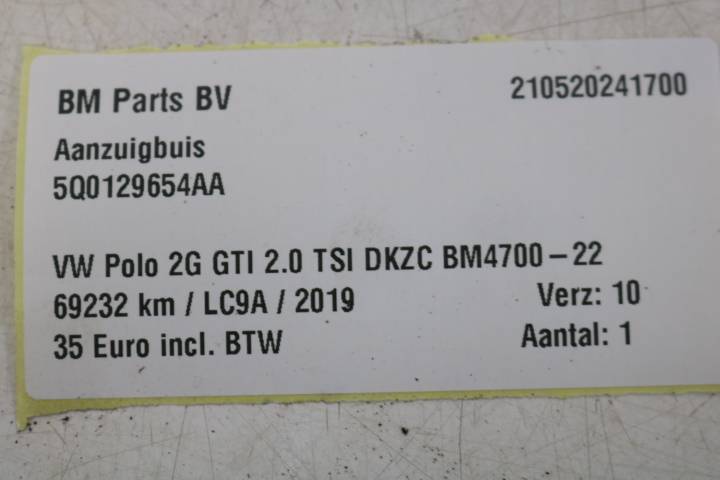 BM Parts BV 210520241700
Aanzuigbuis
5Q0129654AA
VW Polo 2G GTI 2.0 TSI DKZC BM4700-22
69232 km / LC9A / 2019 Verz: 10
35 Euro incl. BTW Aantal: 1